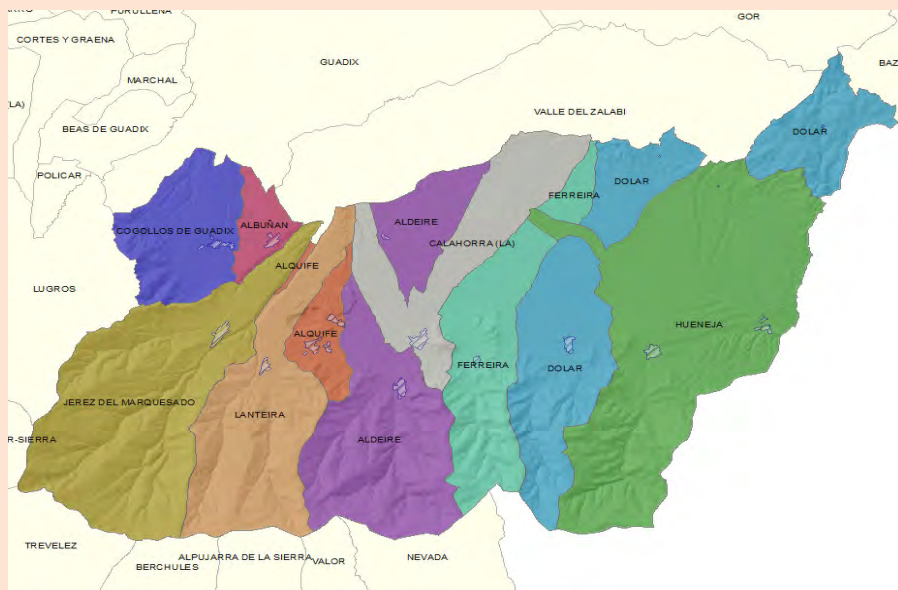 PURULLENA
GOR
CORTES Y GRAENA
GUADIX
BAZ
MARCHAL
LA)
VALLE DEL ZALABI
BEAS DE GUADIX
DOLAR
POLICAR
DOLAR
FERREIRA
ALDEIRE
ALBUÑAN
COGOLLOS DE GUADIX
CALAHORRA (LA)
ALQUIFE
LUGROS
HUENEJA
ALQUIFE
FERREIRA
DOLAR
JEREZ DEL MARQUESADO
LANTEIRA
R-SIERRA
ALDEIRE
TREVELEZ
ALPUJARRA DE LA SIERRA
VALOR
NEVADA
BERCHULES